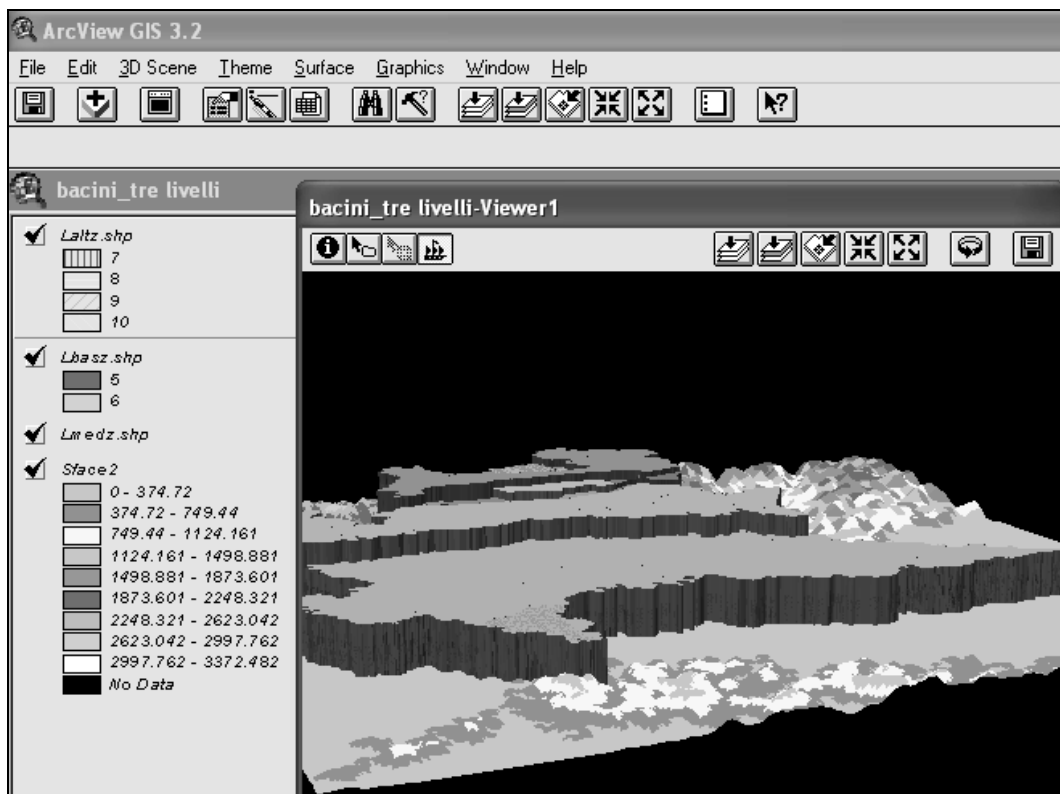 ArcView GIS 3.2
File Edit 3D Scene Theme Surface Graphics Window Help
bacini_tre livelli
bacini_tre livelli-Viewer1
Laltz.shp
7
8
9
10
Lbasz.shp
5
6
Lmedz.shp
Sface2
0 - 374.72
374.72 - 749.44
749.44 - 1124.161
1124.161 - 1498.881
1498.881 - 1873.601
1873.601 - 2248.321
2248.321 - 2623.042
2623.042 - 2997.762
2997.762 - 3372.482
No Data